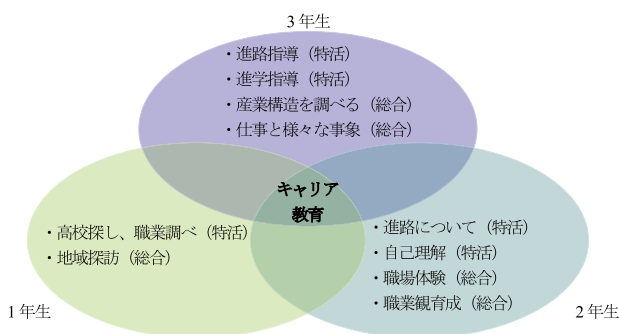 3 年生
・進路指導（特活）
・進学指導（特活）
・産業構造を調べる（総合）
・仕事と様々な事象（総合）
キャリア
教育
・高校探し、職業調べ（特活）
・地域探訪（総合）
・進路について（特活）
・自己理解（特活）
・職場体験（総合）
・職業観育成（総合）
1 年生
2 年生